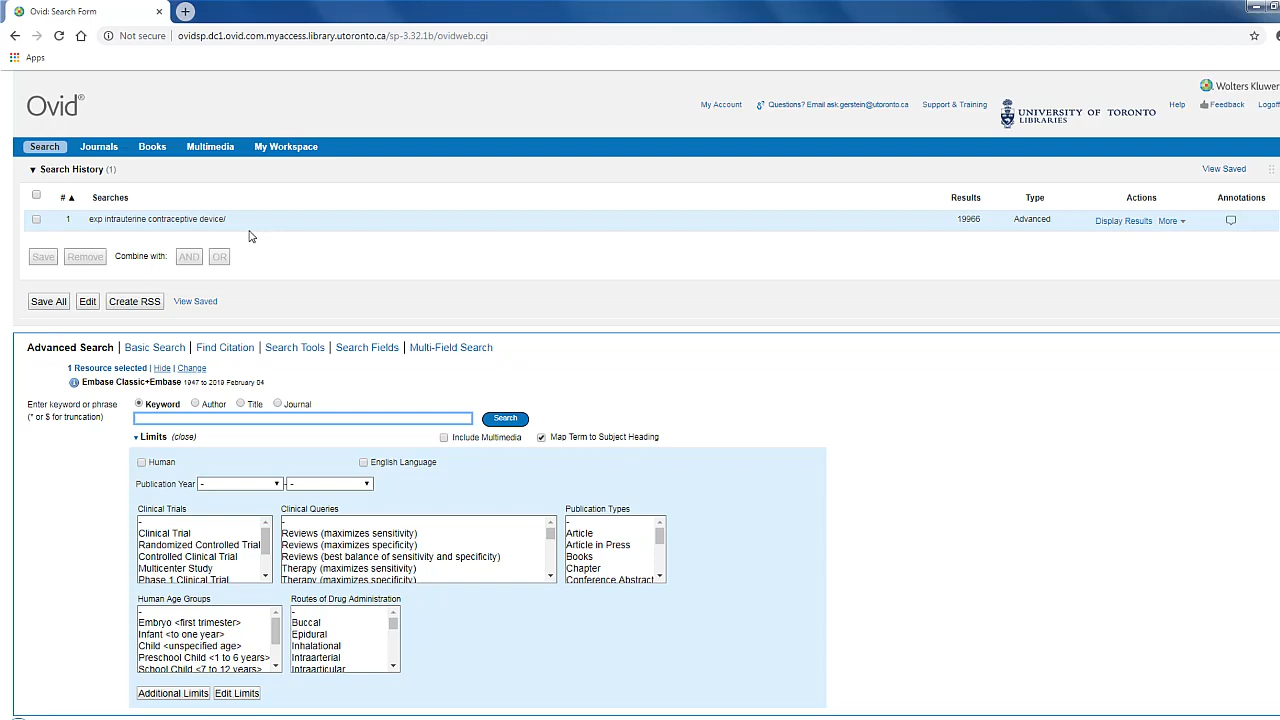 Ovid: Search Form
Not secure | ovidsp.dc1.ovid.com.myaccess.library.utoronto.ca/sp-3.32.1b/ovidweb.cgi
Apps
Wolters Kluwer
Ovid®
My Account Questions? Email ask.gerstein@utoronto.ca Support & Training UNIVERSITY OF TORONTO LIBRARIES Help Feedback Logoff
Search Journals Books Multimedia My Workspace
▼ Search History (1) View Saved
# ▲ Searches Results Type Actions Annotations
1 exp intrauterine contraceptive device/ 19966 Advanced Display Results More
Save Remove Combine with: AND OR
Save All Edit Create RSS View Saved
Advanced Search | Basic Search | Find Citation | Search Tools | Search Fields | Multi-Field Search
1 Resource selected | Hide | Change
Embase Classic+Embase 1947 to 2019 February 04
Enter keyword or phrase
(* or $ for truncation)
Keyword Author Title Journal
Search
Limits (close) Include Multimedia Map Term to Subject Heading
Human English Language
Publication Year - - -
Clinical Trials Clinical Queries Publication Types
- - -
Clinical Trial Reviews (maximizes sensitivity) Article
Randomized Controlled Trial Reviews (maximizes specificity) Article in Press
Controlled Clinical Trial Reviews (best balance of sensitivity and specificity) Books
Multicenter Study Therapy (maximizes sensitivity) Chapter
Phase 1 Clinical Trial Therapy (maximizes specificity) Conference Abstract
Human Age Groups Routes of Drug Administration
- -
Embryo <first trimester> Buccal
Infant <to one year> Epidural
Child <unspecified age> Inhalational
Preschool Child <1 to 6 years> Intraarterial
School Child <7 to 12 years> Intraarticular
Additional Limits Edit Limits